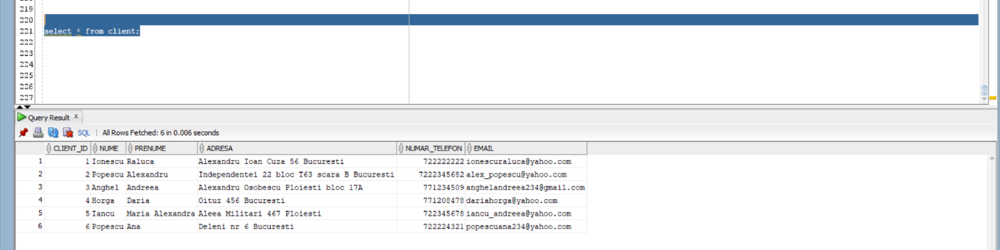 219
220
221 select * from client;
222
223
224
225
226
227
Query Result x
SQL | All Rows Fetched: 6 in 0.006 seconds
CLIENT_ID NUME PRENUME ADRESA NUMAR_TELEFON EMAIL
1 1 Ionescu Raluca Alexandru Ioan Cuza 56 Bucuresti 722222222 ionescuraluca@yahoo.com
2 2 Popescu Alexandru Independentei 22 bloc T63 scara B Bucuresti 7222345682 alex_popescu@yahoo.com
3 3 Anghel Andreea Alexandru Osobescu Ploiesti bloc 17A 771234509 anghelandreea234@gmail.com
4 4 Horga Daria Oituz 456 Bucuresti 771208478 dariahorga@yahoo.com
5 5 Iancu Maria Alexandra Aleea Militari 467 Ploiesti 722345678 iancu_andreea@yahoo.com
6 6 Popescu Ana Deleni nr 6 Bucuresti 722224321 popescuana234@yahoo.com